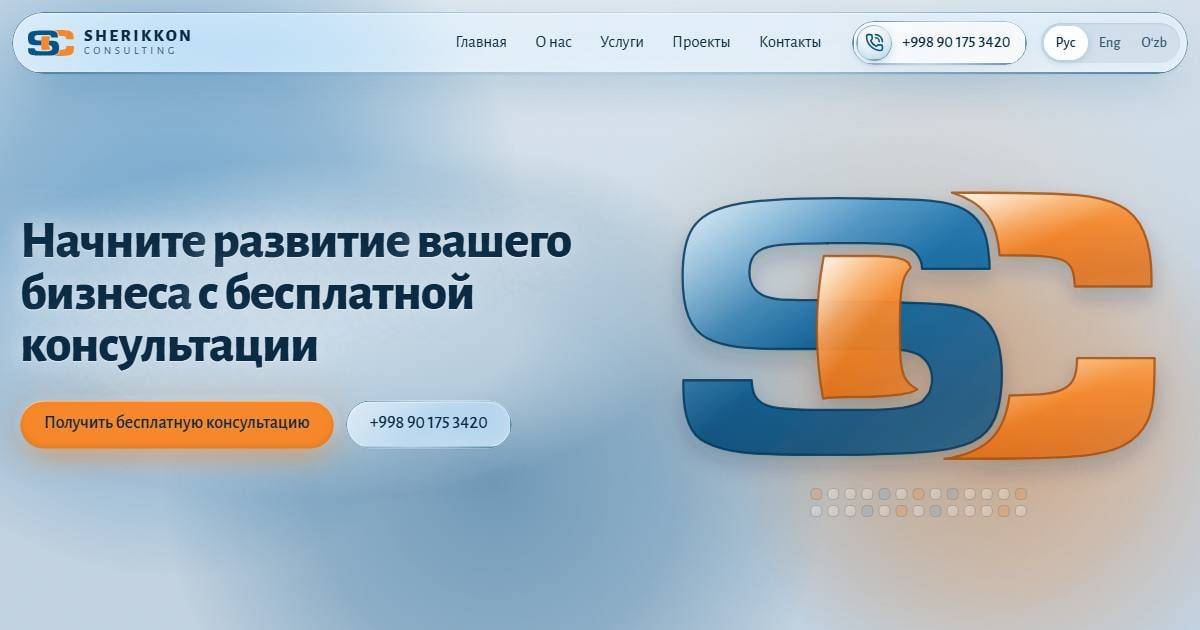 SHERIKKON
CONSULTING
Главная О нас Услуги Проекты Контакты +998 90 175 3420 Рус Eng O'zb
Начните развитие вашего
бизнеса с бесплатной
консультации
Получить бесплатную консультацию +998 90 175 3420
SC